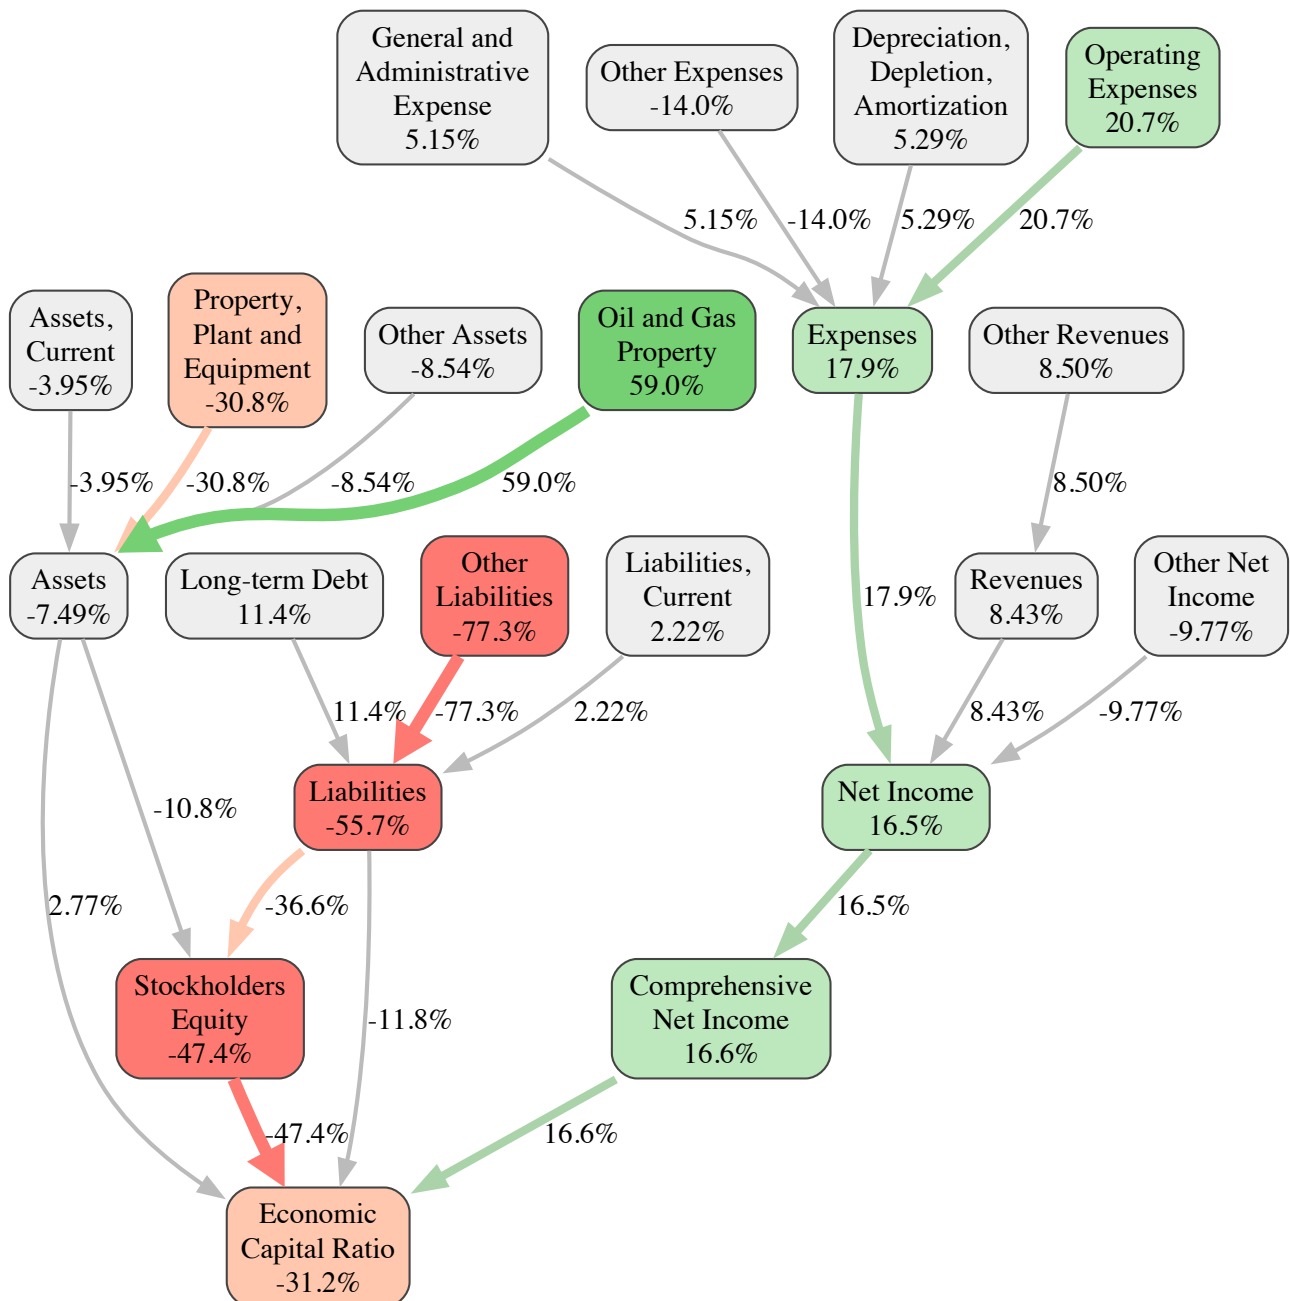 General and
Administrative
Expense
5.15%
Other Expenses
-14.0%
Depreciation,
Depletion,
Amortization
5.29%
Operating
Expenses
20.7%
5.15%
-14.0%
5.29%
20.7%
Assets,
Current
-3.95%
Property,
Plant and
Equipment
-30.8%
Other Assets
-8.54%
Oil and Gas
Property
59.0%
Expenses
17.9%
Other Revenues
8.50%
-3.95%
-30.8%
-8.54%
59.0%
8.50%
Assets
-7.49%
Long-term Debt
11.4%
Other
Liabilities
-77.3%
Liabilities,
Current
2.22%
17.9%
Revenues
8.43%
Other Net
Income
-9.77%
11.4%
-77.3%
2.22%
8.43%
-9.77%
-10.8%
Liabilities
-55.7%
Net Income
16.5%
2.77%
-36.6%
16.5%
Stockholders
Equity
-47.4%
-11.8%
Comprehensive
Net Income
16.6%
-47.4%
16.6%
Economic
Capital Ratio
-31.2%